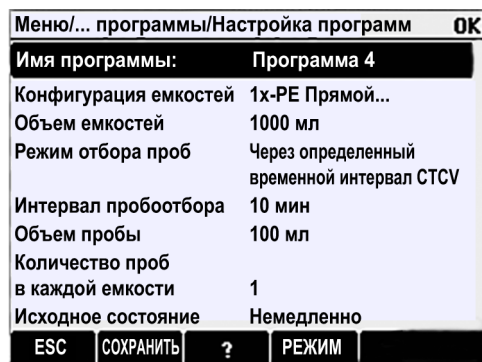 Меню/... программы/Настройка программ OK
Имя программы: Программа 4
Конфигурация емкостей 1x-PE Прямой...
Объем емкостей 1000 мл
Режим отбора проб Через определенный
временной интервал CTCV
Интервал пробоотбора 10 мин
Объем пробы 100 мл
Количество проб
в каждой емкости 1
Исходное состояние Немедленно
ESC СОХРАНИТЬ ? РЕЖИМ